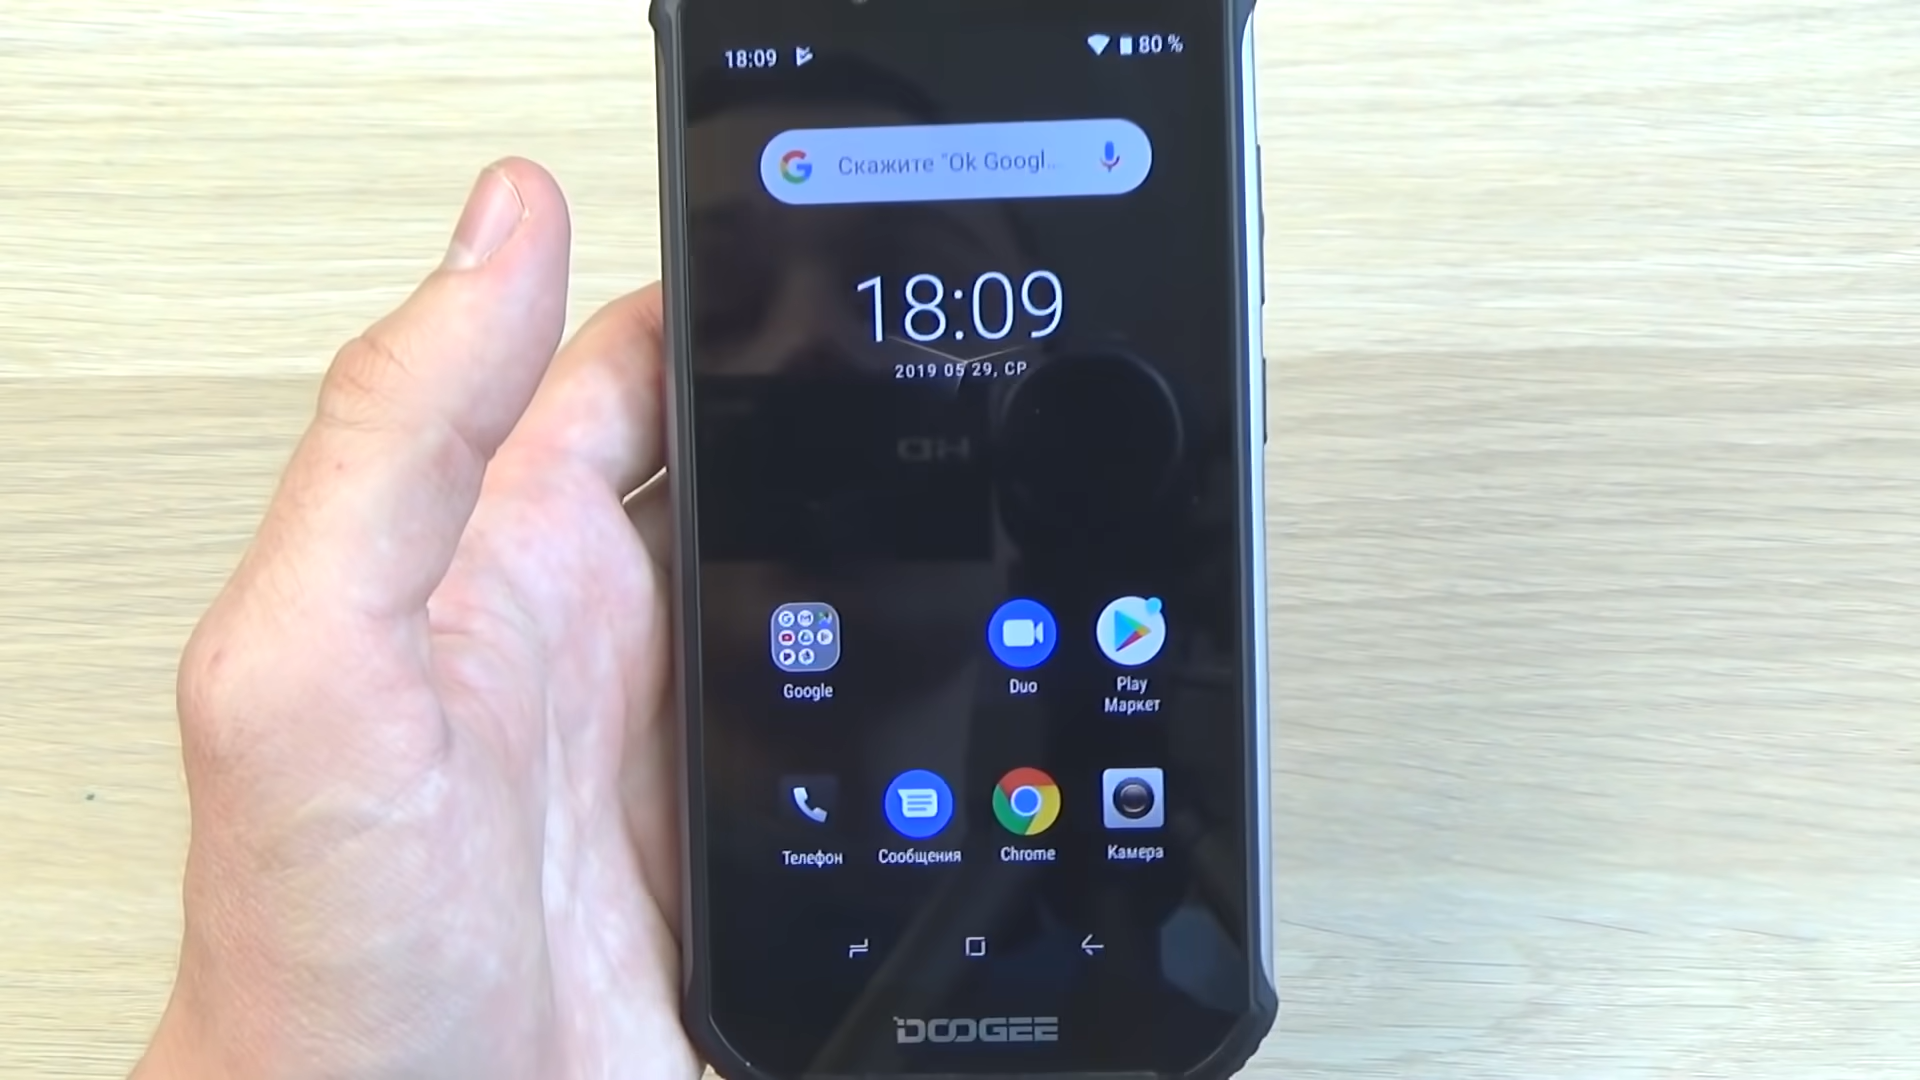 18:09
80 %
Скажите "Ok Googl...
18:09
2019 05 29, СР
Google
Duo
Play
Маркет
Телефон
Сообщения
Chrome
Камера
DOOGEE